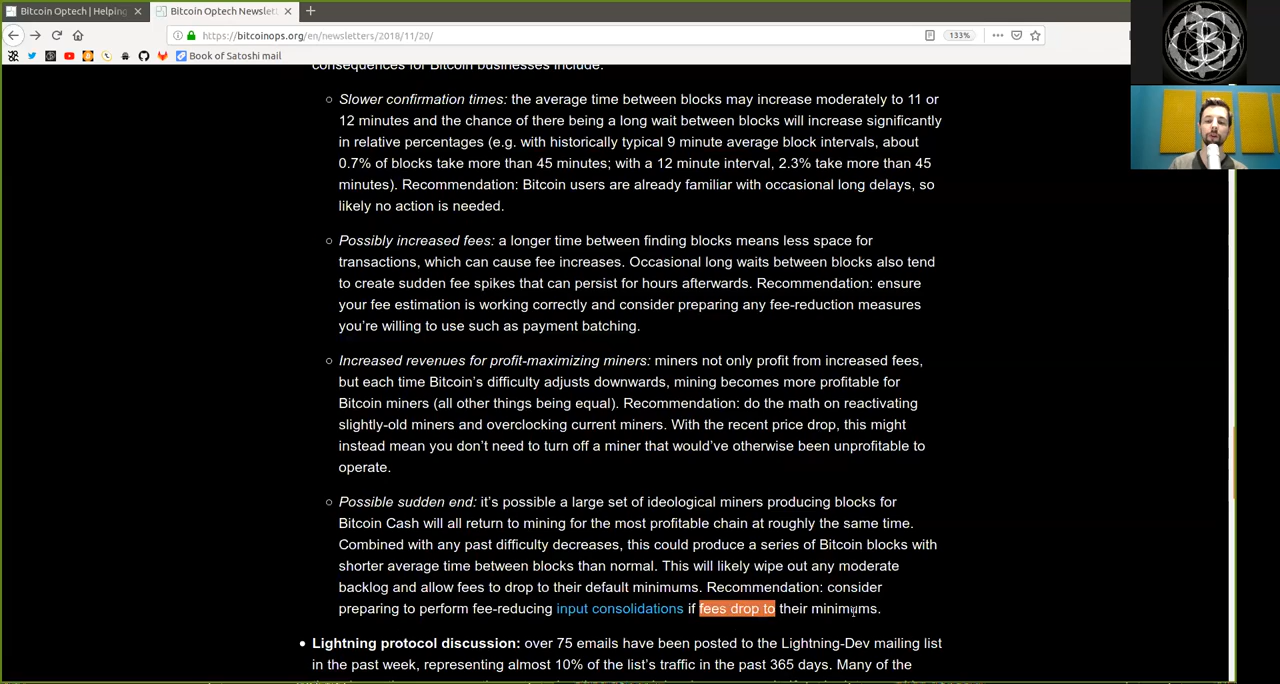 Bitcoin Optech | Helping
Bitcoin Optech Newslett
https://bitcoinops.org/en/newsletters/2018/11/20/
133%
Book of Satoshi mail
consequences for Bitcoin businesses include:
Slower confirmation times: the average time between blocks may increase moderately to 11 or
12 minutes and the chance of there being a long wait between blocks will increase significantly
in relative percentages (e.g. with historically typical 9 minute average block intervals, about
0.7% of blocks take more than 45 minutes; with a 12 minute interval, 2.3% take more than 45
minutes). Recommendation: Bitcoin users are already familiar with occasional long delays, so
likely no action is needed.
Possibly increased fees: a longer time between finding blocks means less space for
transactions, which can cause fee increases. Occasional long waits between blocks also tend
to create sudden fee spikes that can persist for hours afterwards. Recommendation: ensure
your fee estimation is working correctly and consider preparing any fee-reduction measures
you're willing to use such as payment batching.
Increased revenues for profit-maximizing miners: miners not only profit from increased fees,
but each time Bitcoin's difficulty adjusts downwards, mining becomes more profitable for
Bitcoin miners (all other things being equal). Recommendation: do the math on reactivating
slightly-old miners and overclocking current miners. With the recent price drop, this might
instead mean you don't need to turn off a miner that would've otherwise been unprofitable to
operate.
Possible sudden end: it's possible a large set of ideological miners producing blocks for
Bitcoin Cash will all return to mining for the most profitable chain at roughly the same time.
Combined with any past difficulty decreases, this could produce a series of Bitcoin blocks with
shorter average time between blocks than normal. This will likely wipe out any moderate
backlog and allow fees to drop to their default minimums. Recommendation: consider
preparing to perform fee-reducing input consolidations if fees drop to their minimums.
Lightning protocol discussion: over 75 emails have been posted to the Lightning-Dev mailing list
in the past week, representing almost 10% of the list's traffic in the past 365 days. Many of the